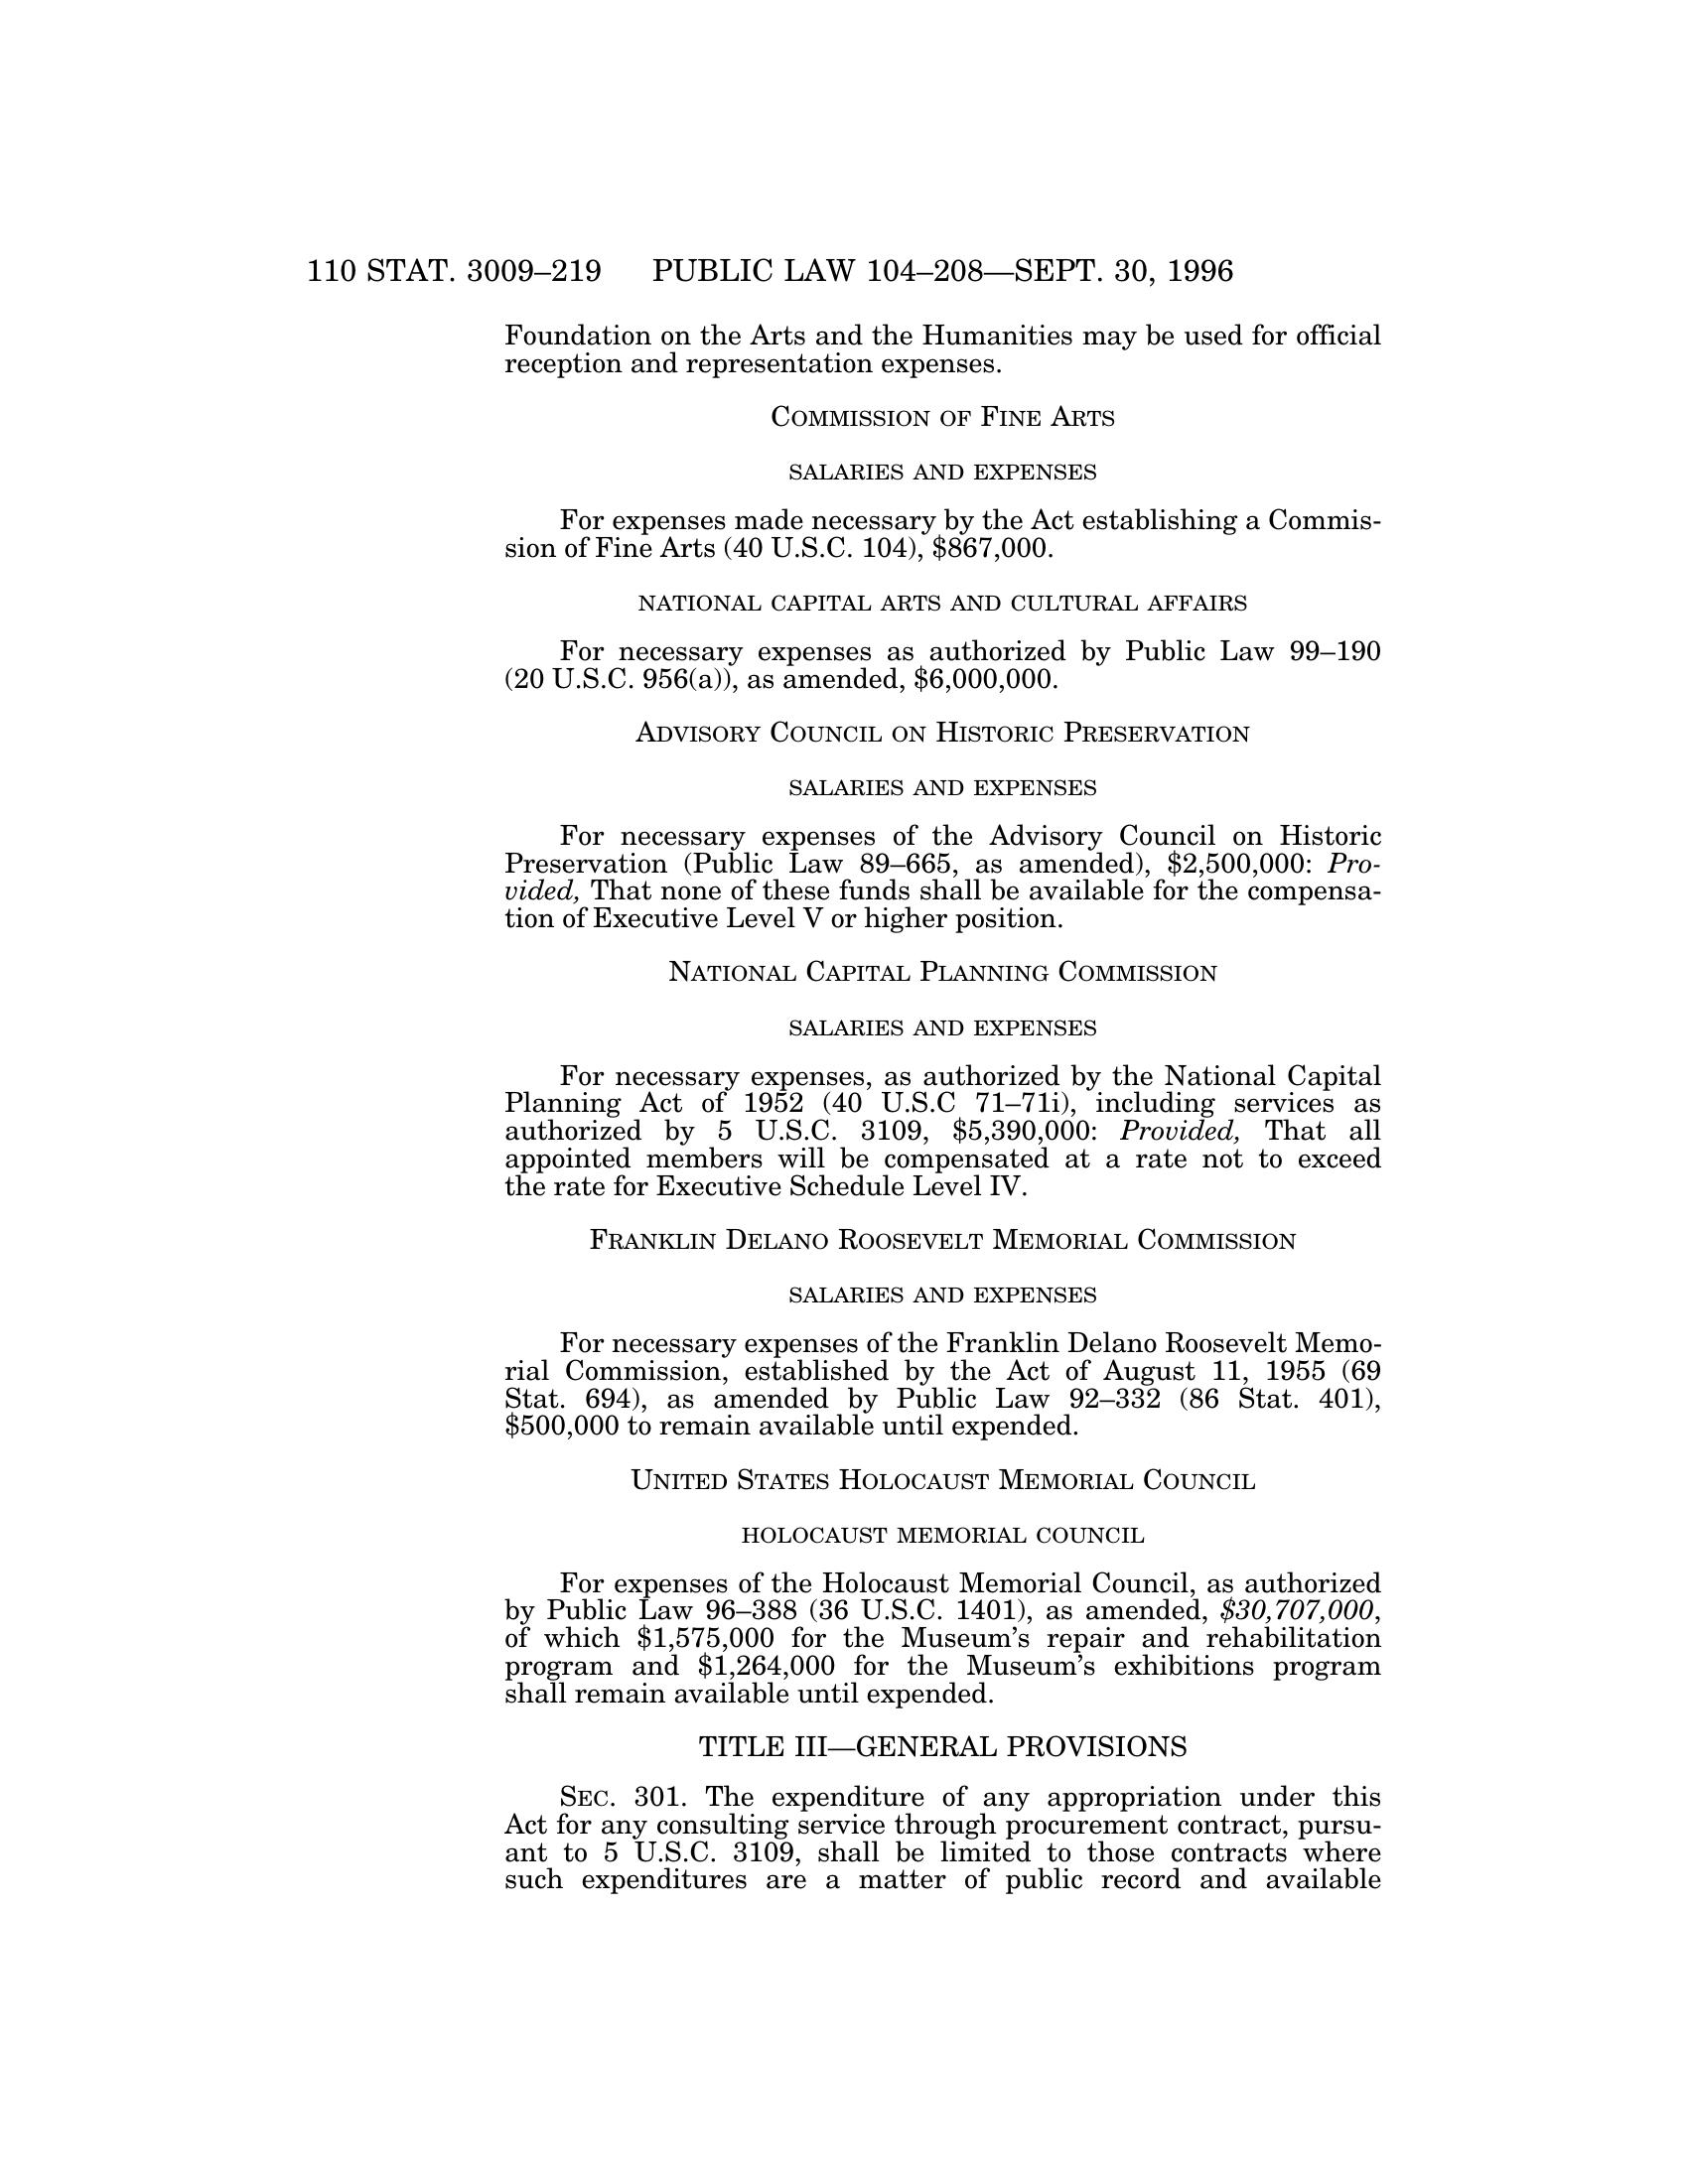 110 STAT. 3009–219 PUBLIC LAW 104–208—SEPT. 30, 1996
Foundation on the Arts and the Humanities may be used for official
reception and representation expenses.
COMMISSION OF FINE ARTS
SALARIES AND EXPENSES
For expenses made necessary by the Act establishing a Commis-
sion of Fine Arts (40 U.S.C. 104), $867,000.
NATIONAL CAPITAL ARTS AND CULTURAL AFFAIRS
For necessary expenses as authorized by Public Law 99–190
(20 U.S.C. 956(a)), as amended, $6,000,000.
ADVISORY COUNCIL ON HISTORIC PRESERVATION
SALARIES AND EXPENSES
For necessary expenses of the Advisory Council on Historic
Preservation (Public Law 89–665, as amended), $2,500,000: Pro-
vided, That none of these funds shall be available for the compensa-
tion of Executive Level V or higher position.
NATIONAL CAPITAL PLANNING COMMISSION
SALARIES AND EXPENSES
For necessary expenses, as authorized by the National Capital
Planning Act of 1952 (40 U.S.C 71–71i), including services as
authorized by 5 U.S.C. 3109, $5,390,000: Provided, That all
appointed members will be compensated at a rate not to exceed
the rate for Executive Schedule Level IV.
FRANKLIN DELANO ROOSEVELT MEMORIAL COMMISSION
SALARIES AND EXPENSES
For necessary expenses of the Franklin Delano Roosevelt Memo-
rial Commission, established by the Act of August 11, 1955 (69
Stat. 694), as amended by Public Law 92–332 (86 Stat. 401),
$500,000 to remain available until expended.
UNITED STATES HOLOCAUST MEMORIAL COUNCIL
HOLOCAUST MEMORIAL COUNCIL
For expenses of the Holocaust Memorial Council, as authorized
by Public Law 96–388 (36 U.S.C. 1401), as amended, $30,707,000,
of which $1,575,000 for the Museum's repair and rehabilitation
program and $1,264,000 for the Museum's exhibitions program
shall remain available until expended.
TITLE III—GENERAL PROVISIONS
SEC. 301. The expenditure of any appropriation under this
Act for any consulting service through procurement contract, pursu-
ant to 5 U.S.C. 3109, shall be limited to those contracts where
such expenditures are a matter of public record and available